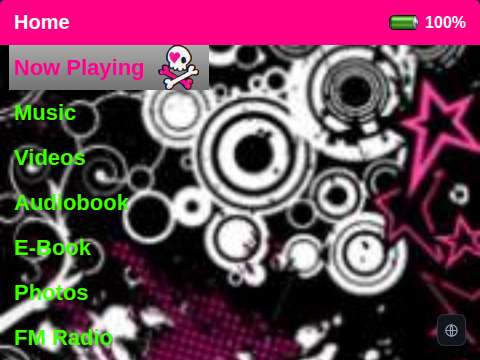 Home
100%
Now Playing
Music
Videos
Audiobook
E-Book
Photos
FM Radio